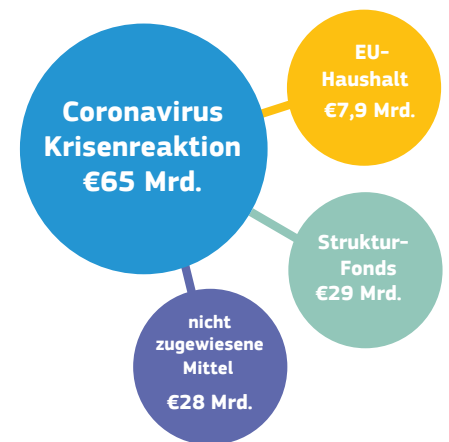 Coronavirus
Krisenreaktion
€65 Mrd.
EU-
Haushalt
€7,9 Mrd.
Struktur-
Fonds
€29 Mrd.
nicht
zugewiesene
Mittel
€28 Mrd.